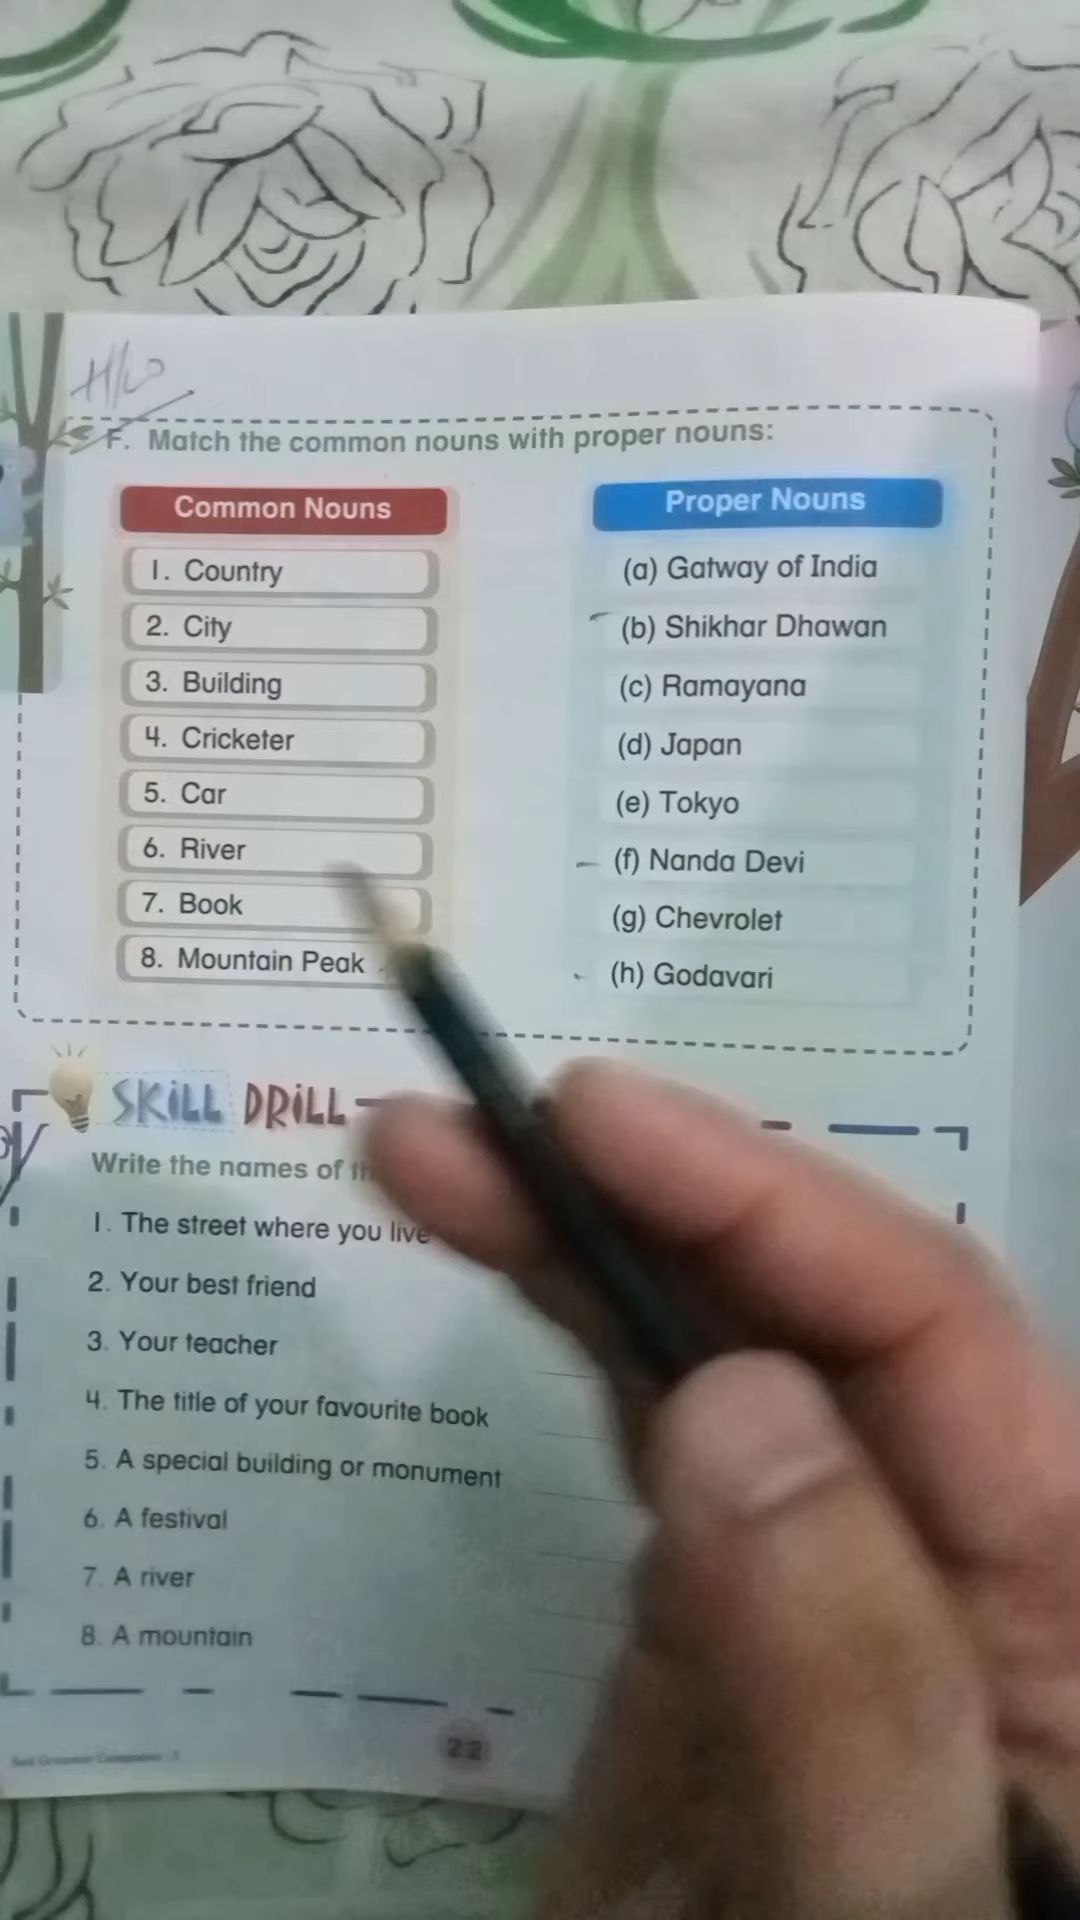 H/W
F. Match the common nouns with proper nouns:
Common Nouns
Proper Nouns
1. Country
(a) Gatway of India
2. City
(b) Shikhar Dhawan
3. Building
(c) Ramayana
4. Cricketer
(d) Japan
5. Car
(e) Tokyo
6. River
(f) Nanda Devi
7. Book
(g) Chevrolet
8. Mountain Peak
(h) Godavari
SKiLL DRiLL
Write the names of
1. The street where you live
2. Your best friend
3. Your teacher
4. The title of your favourite book
5. A special building or monument
6. A festival
7. A river
8. A mountain
22